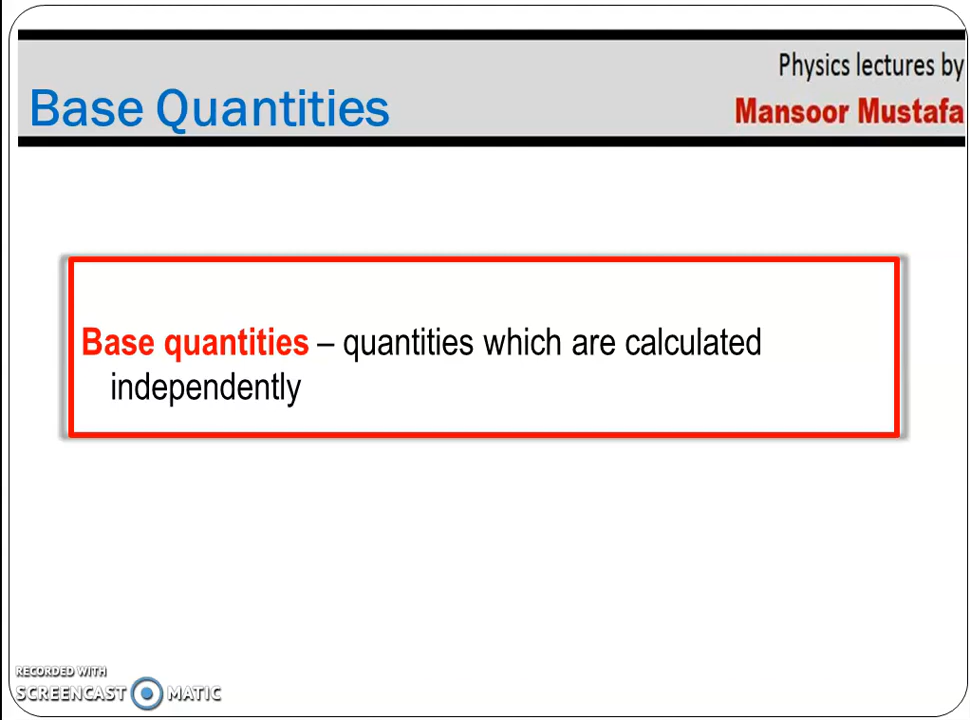 Physics lectures by
Base Quantities
Mansoor Mustafa
Base quantities – quantities which are calculated
independently
RECORDED WITH
SCREENCAST MATIC